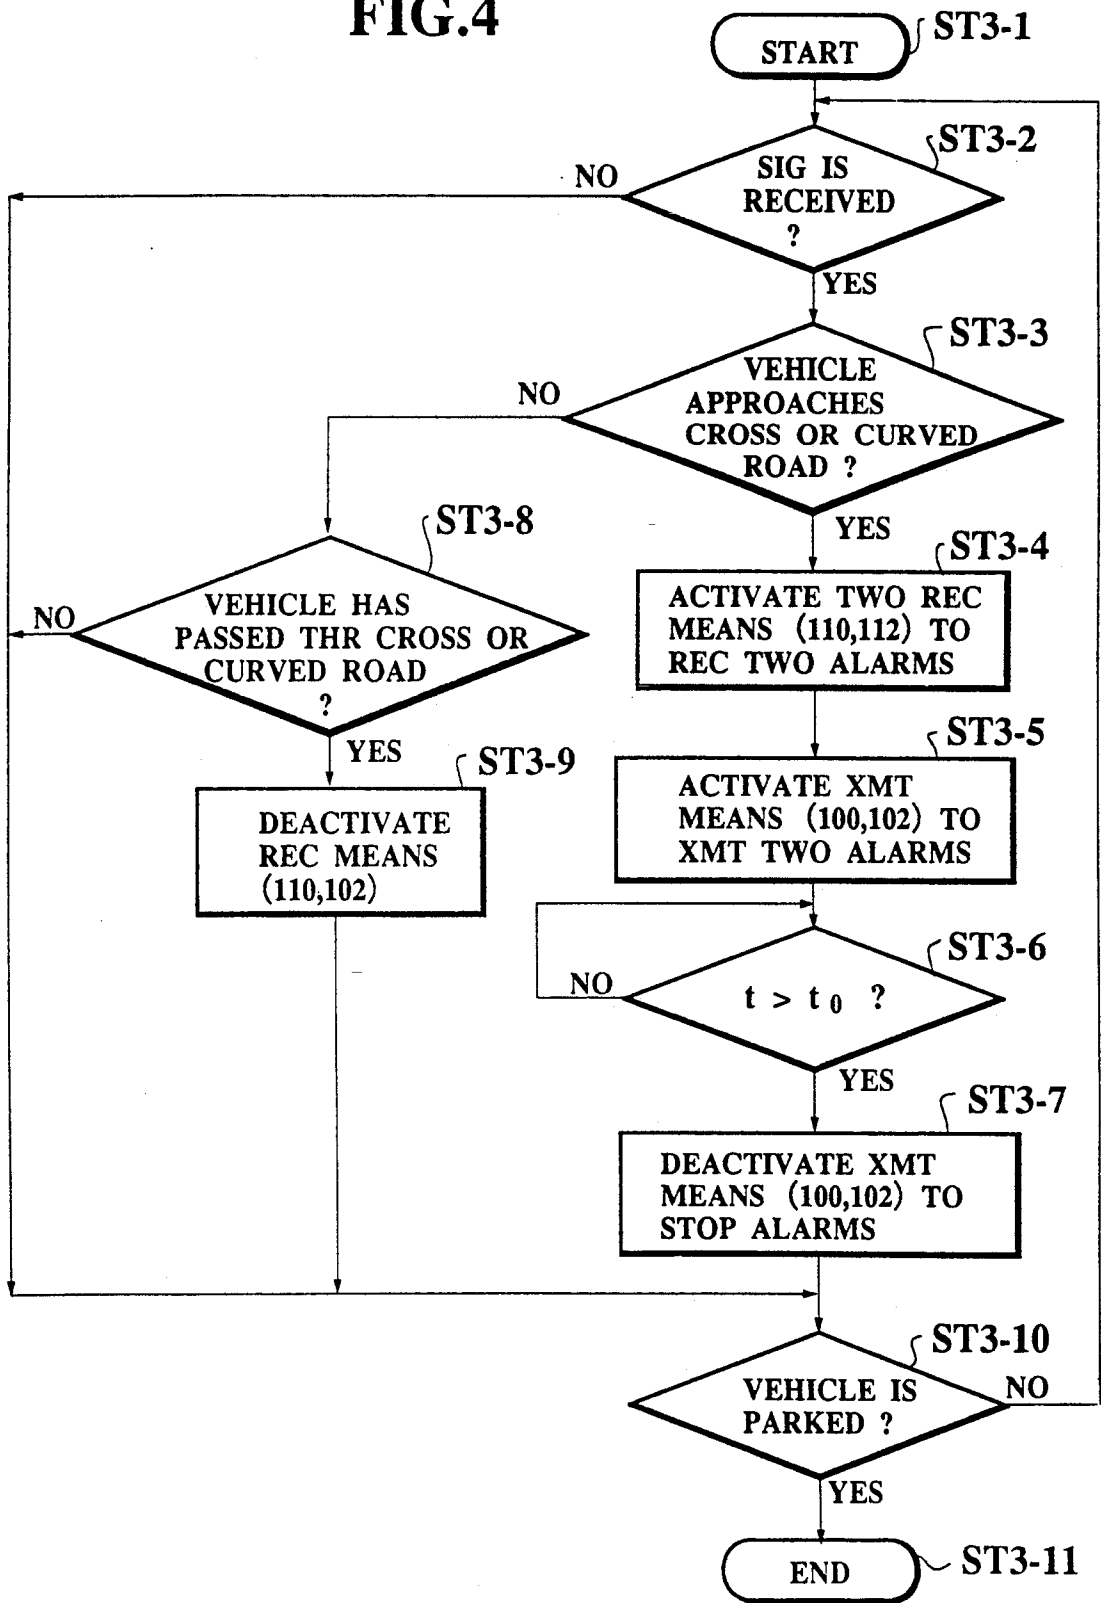 FIG.4
START
ST3-1
ST3-2
SIG IS
RECEIVED
?
NO
YES
ST3-3
VEHICLE
APPROACHES
CROSS OR CURVED
ROAD ?
NO
YES
ST3-8
VEHICLE HAS
PASSED THR CROSS OR
CURVED ROAD
?
NO
YES
ST3-4
ACTIVATE TWO REC
MEANS (110,112) TO
REC TWO ALARMS
ST3-5
ACTIVATE XMT
MEANS (100,102) TO
XMT TWO ALARMS
ST3-9
DEACTIVATE
REC MEANS
(110,102)
ST3-6
t > t0 ?
NO
YES
ST3-7
DEACTIVATE XMT
MEANS (100,102) TO
STOP ALARMS
ST3-10
VEHICLE IS
PARKED ?
NO
YES
END
ST3-11